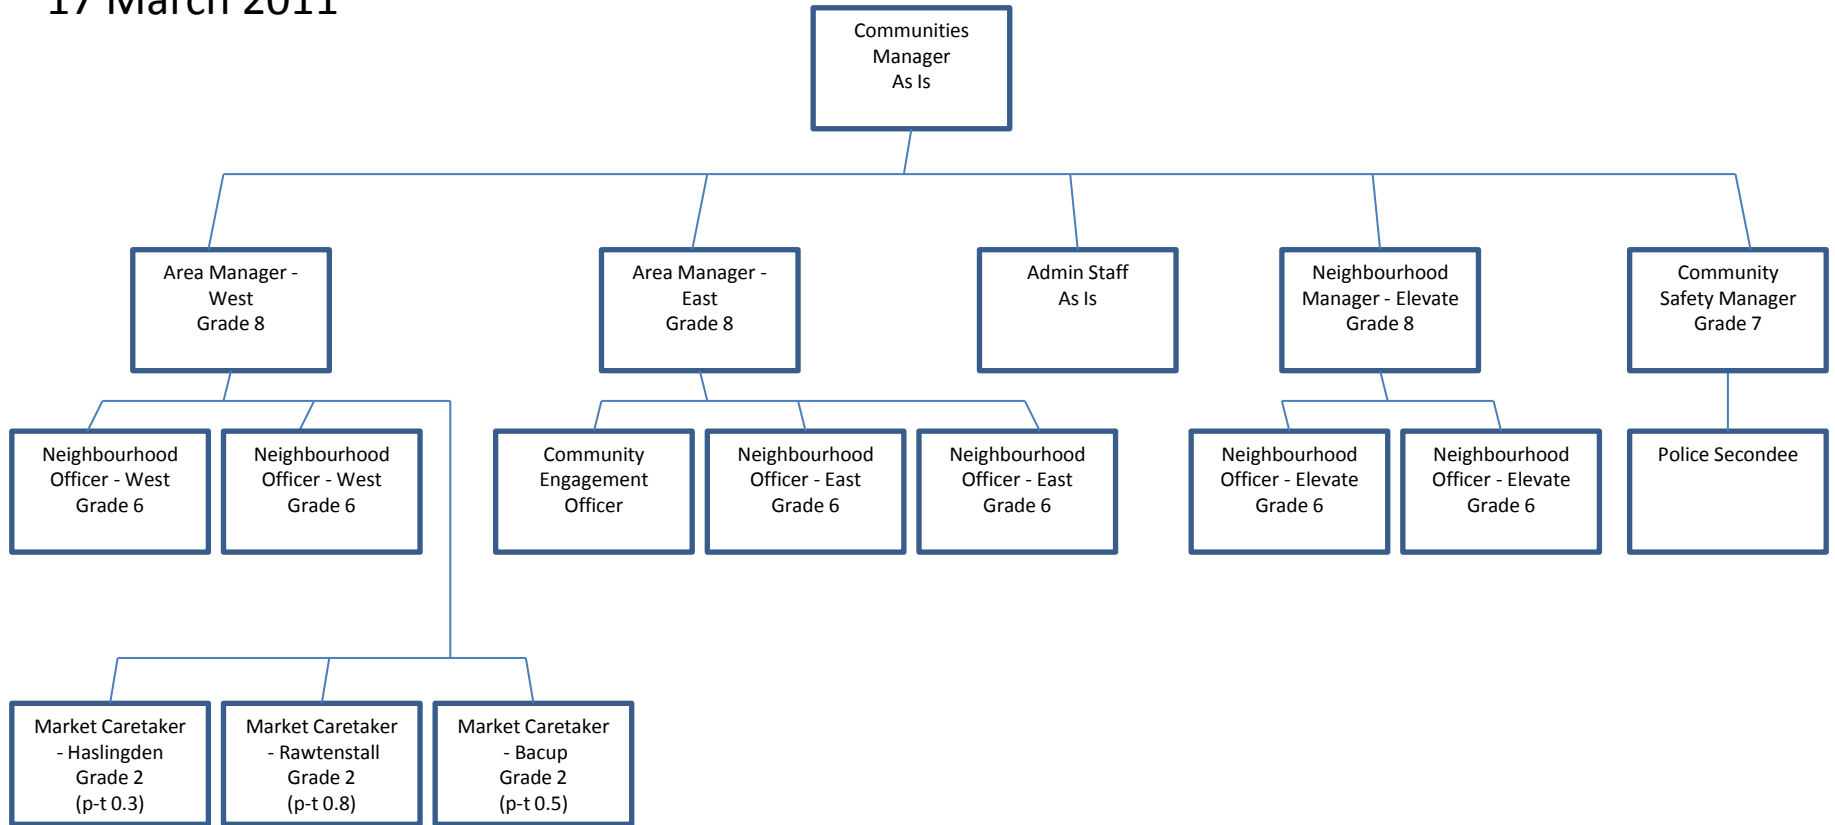 17 March 2011
Communities
Manager
As Is
Area Manager -
West
Grade 8
Area Manager -
East
Grade 8
Admin Staff
As Is
Neighbourhood
Manager - Elevate
Grade 8
Community
Safety Manager
Grade 7
Neighbourhood
Officer - West
Grade 6
Neighbourhood
Officer - West
Grade 6
Community
Engagement
Officer
Neighbourhood
Officer - East
Grade 6
Neighbourhood
Officer - East
Grade 6
Neighbourhood
Officer - Elevate
Grade 6
Neighbourhood
Officer - Elevate
Grade 6
Police Secondee
Market Caretaker
- Haslingden
Grade 2
(p-t 0.3)
Market Caretaker
- Rawtenstall
Grade 2
(p-t 0.8)
Market Caretaker
- Bacup
Grade 2
(p-t 0.5)